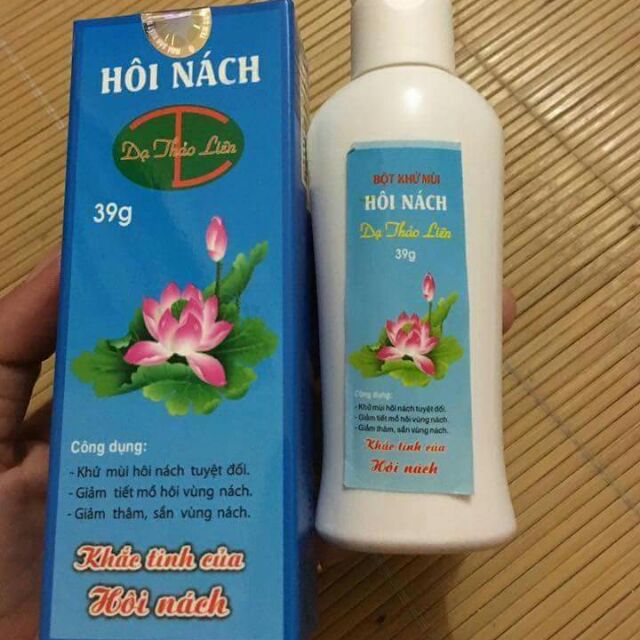 HÔI NÁCH
Dạ Thảo Liên
39g
Công dụng:
- Khử mùi hôi nách tuyệt đối.
- Giảm tiết mồ hôi vùng nách.
- Giảm thâm, sần vùng nách.
Khắc tinh của
Hôi nách
BỘT KHỬ MÙI
HÔI NÁCH
Dạ Thảo Liên
39g
Công dụng:
- Khử mùi hôi nách tuyệt đối.
- Giảm tiết mồ hôi vùng nách.
- Giảm thâm, sần vùng nách.
Khắc tinh của
Hôi nách